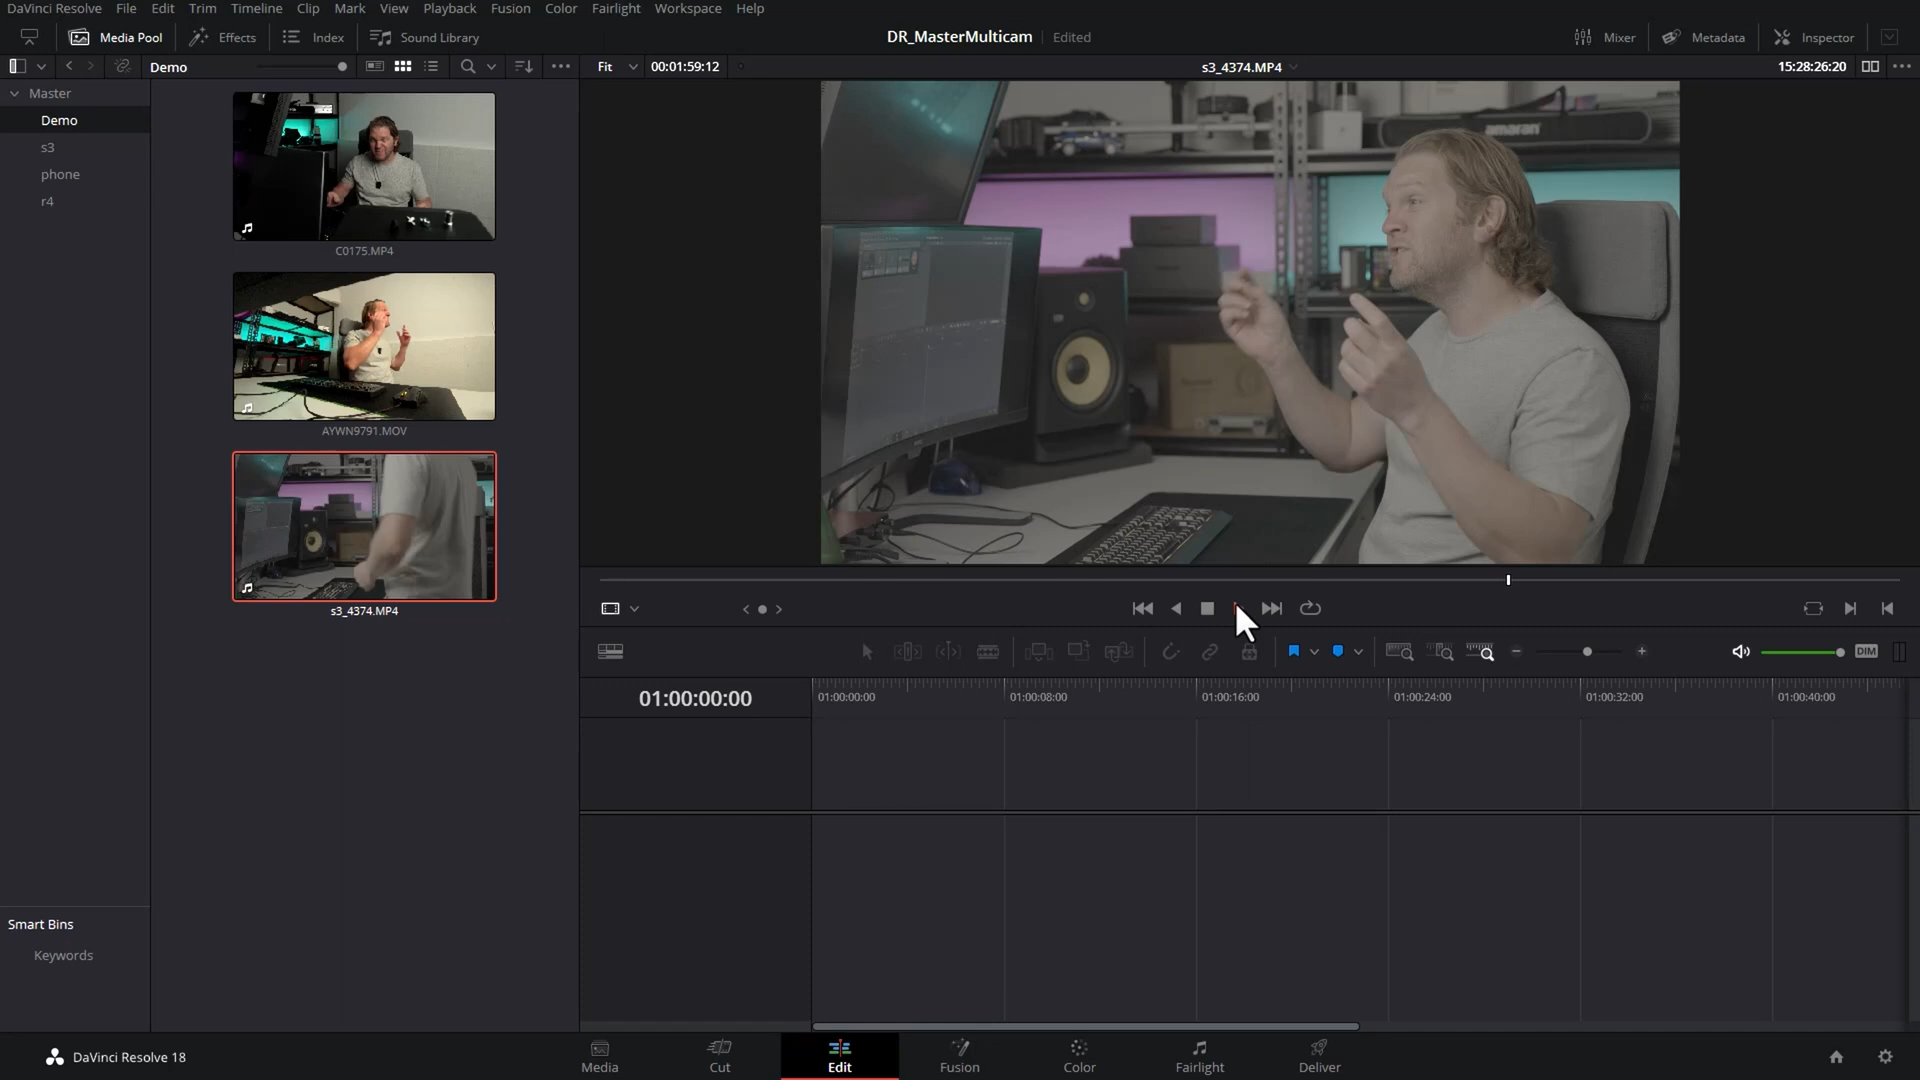 DaVinci Resolve File Edit Trim Timeline Clip Mark View Playback Fusion Color Fairlight Workspace Help
Media Pool Effects Index Sound Library DR_MasterMulticam Edited Mixer Metadata Inspector
Demo Fit 00:01:59:12 s3_4374.MP4 15:28:26:20
Master
Demo
s3
phone
r4
C0175.MP4
AYWN9791.MOV
s3_4374.MP4
amaran
DIM
01:00:00:00
01:00:00:00 01:00:08:00 01:00:16:00 01:00:24:00 01:00:32:00 01:00:40:00
Smart Bins
Keywords
DaVinci Resolve 18
Media Cut Edit Fusion Color Fairlight Deliver